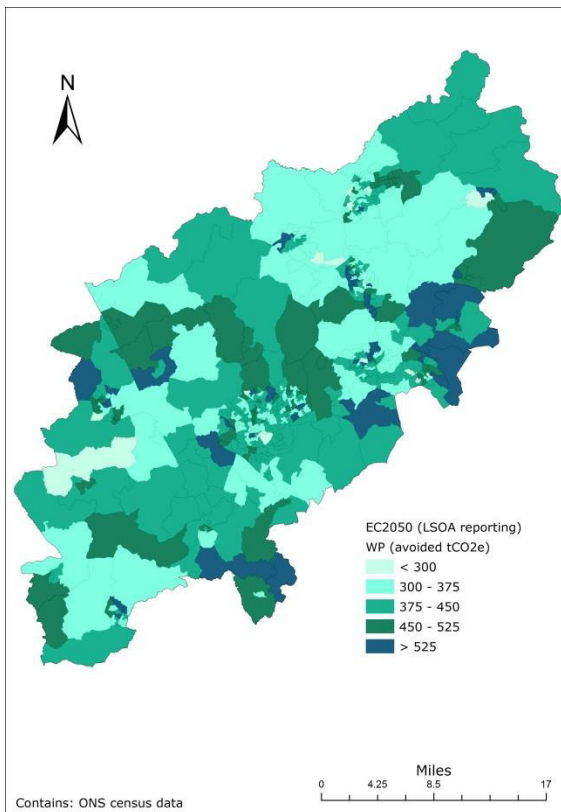 N
EC2050 (LSOA reporting)
WP (avoided tCO2e)
< 300
300 - 375
375 - 450
450 - 525
> 525
Miles
0 4.25 8.5 17
Contains: ONS census data